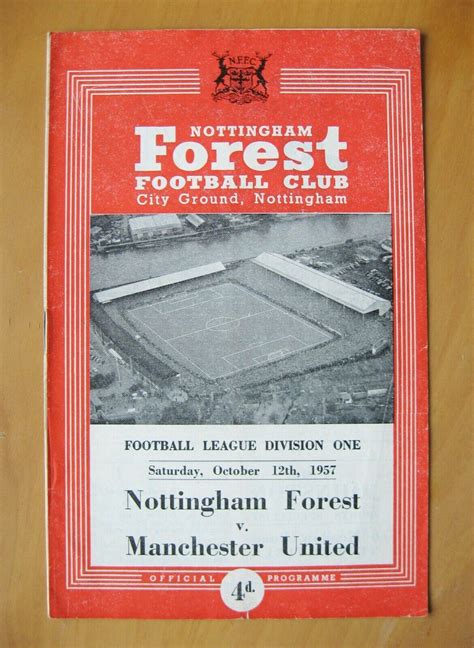 N.F.F.C.
NOTTINGHAM
Forest
FOOTBALL CLUB
City Ground, Nottingham
FOOTBALL LEAGUE DIVISION ONE
Saturday, October 12th, 1957
Nottingham Forest
v.
Manchester United
OFFICIAL 4d. PROGRAMME